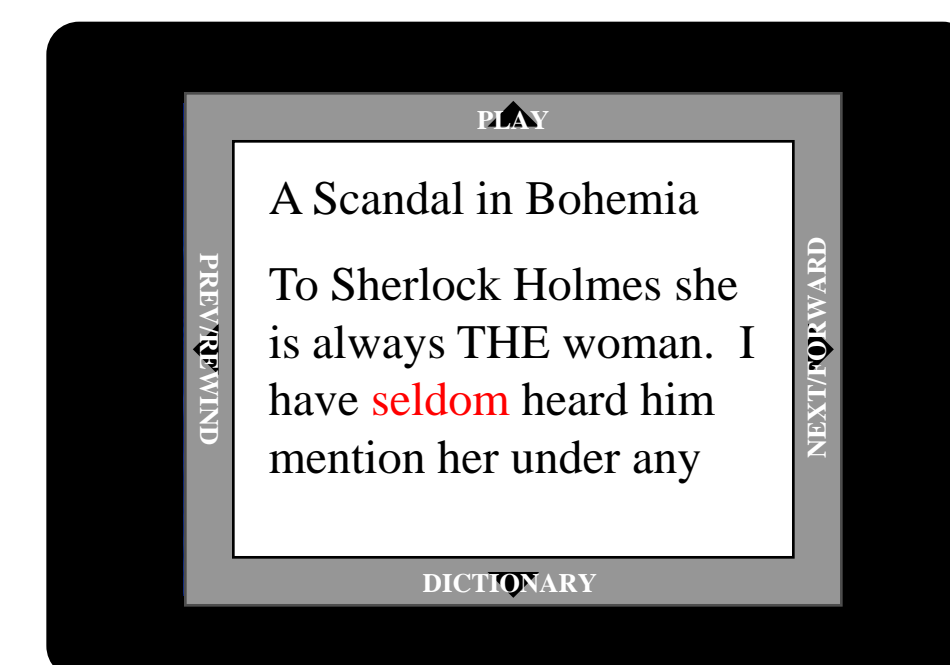 PLAY
A Scandal in Bohemia
To Sherlock Holmes she
is always THE woman.  I
have seldom heard him
mention her under any
PREV/REWIND
NEXT/FORWARD
DICTIONARY